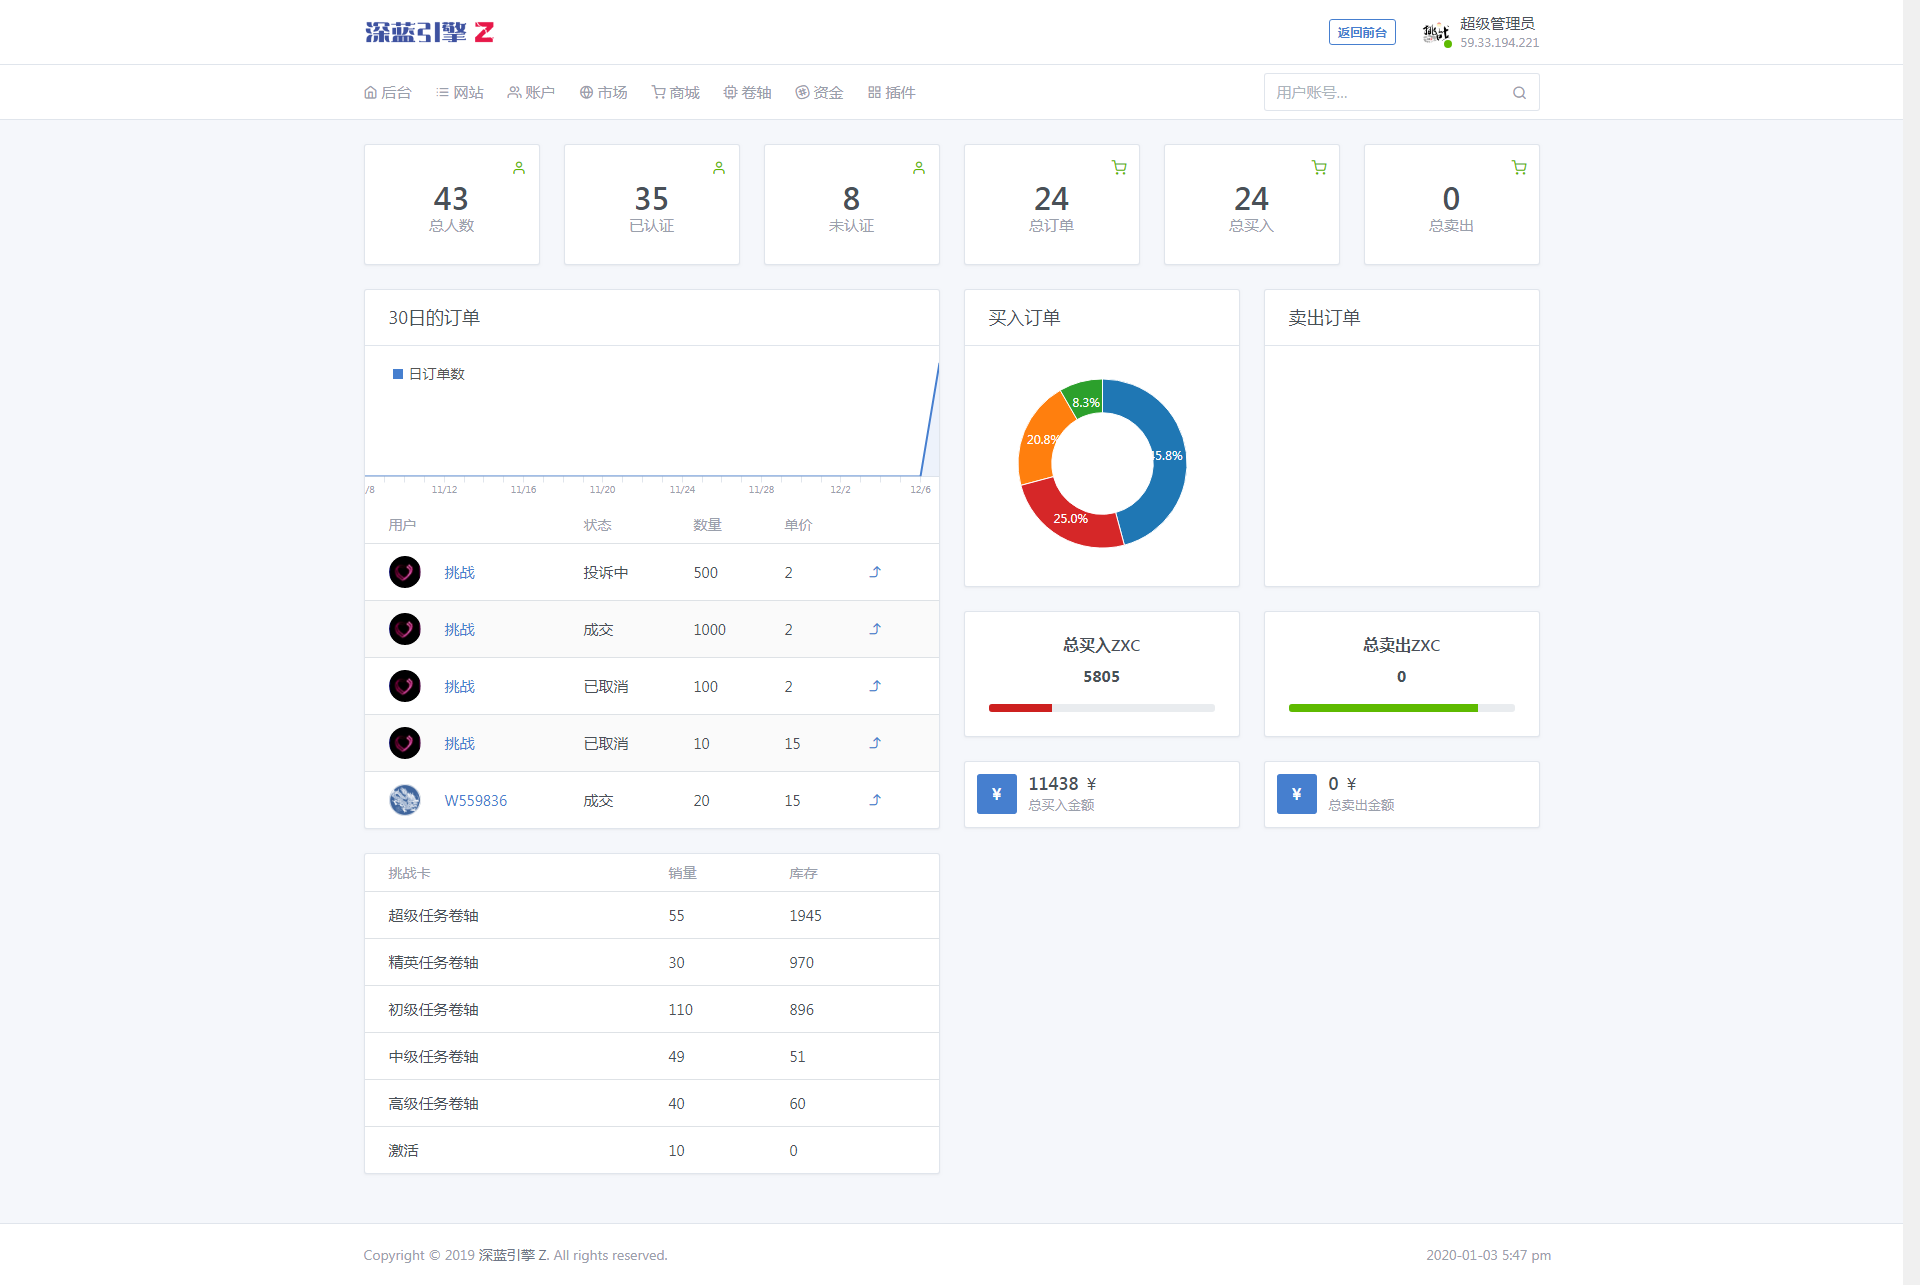 深蓝引擎 Z
返回前台
超级管理员
59.33.194.221
后台 网站 账户 市场 商城 卷轴 资金 插件
用户账号...
43
总人数
35
已认证
8
未认证
24
总订单
24
总买入
0
总卖出
30日的订单
日订单数
/8 11/12 11/16 11/20 11/24 11/28 12/2 12/6
用户 状态 数量 单价
挑战 投诉中 500 2
挑战 成交 1000 2
挑战 已取消 100 2
挑战 已取消 10 15
W559836 成交 20 15
买入订单
8.3%
20.8%
5.8%
25.0%
卖出订单
总买入ZXC
5805
总卖出ZXC
0
¥ 11438 ¥
总买入金额
¥ 0 ¥
总卖出金额
挑战卡 销量 库存
超级任务卷轴 55 1945
精英任务卷轴 30 970
初级任务卷轴 110 896
中级任务卷轴 49 51
高级任务卷轴 40 60
激活 10 0
Copyright © 2019 深蓝引擎 Z. All rights reserved.
2020-01-03 5:47 pm